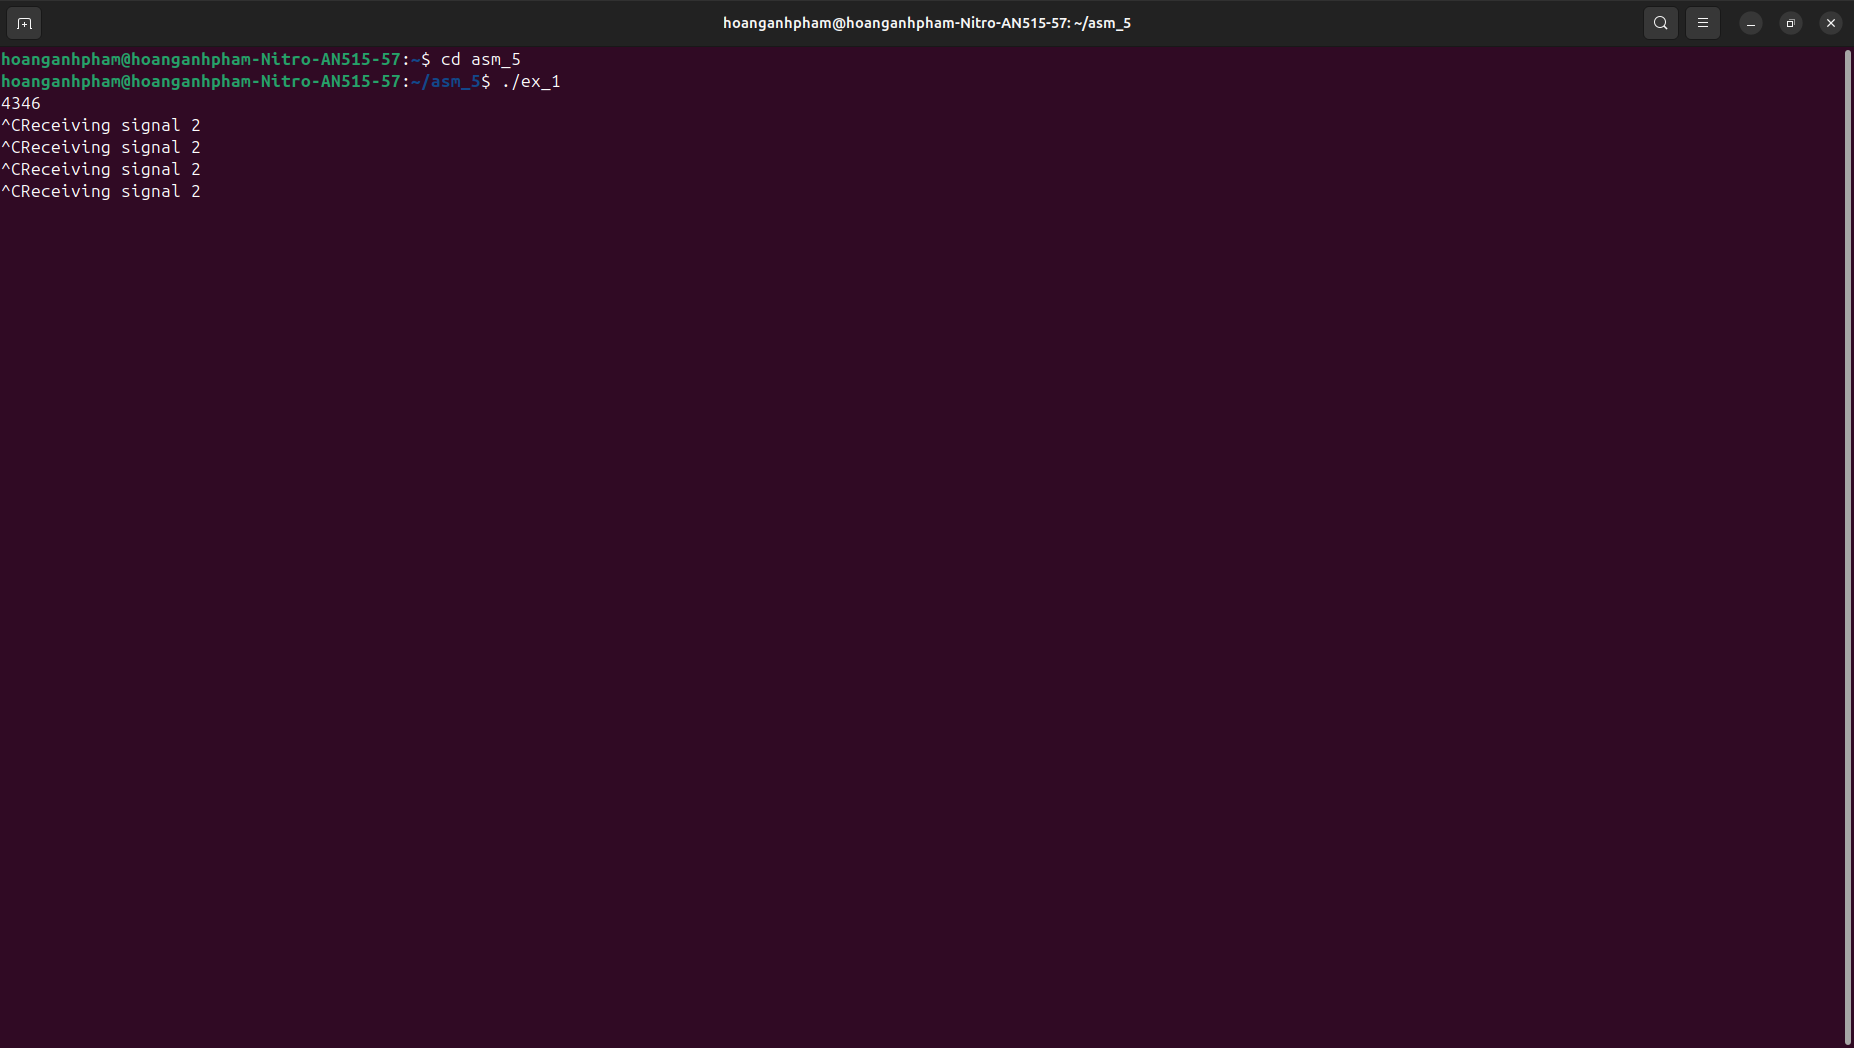 hoanganhpham@hoanganhpham-Nitro-AN515-57: ~/asm_5
hoanganhpham@hoanganhpham-Nitro-AN515-57:~$ cd asm_5
hoanganhpham@hoanganhpham-Nitro-AN515-57:~/asm_5$ ./ex_1
4346
^CReceiving signal 2
^CReceiving signal 2
^CReceiving signal 2
^CReceiving signal 2